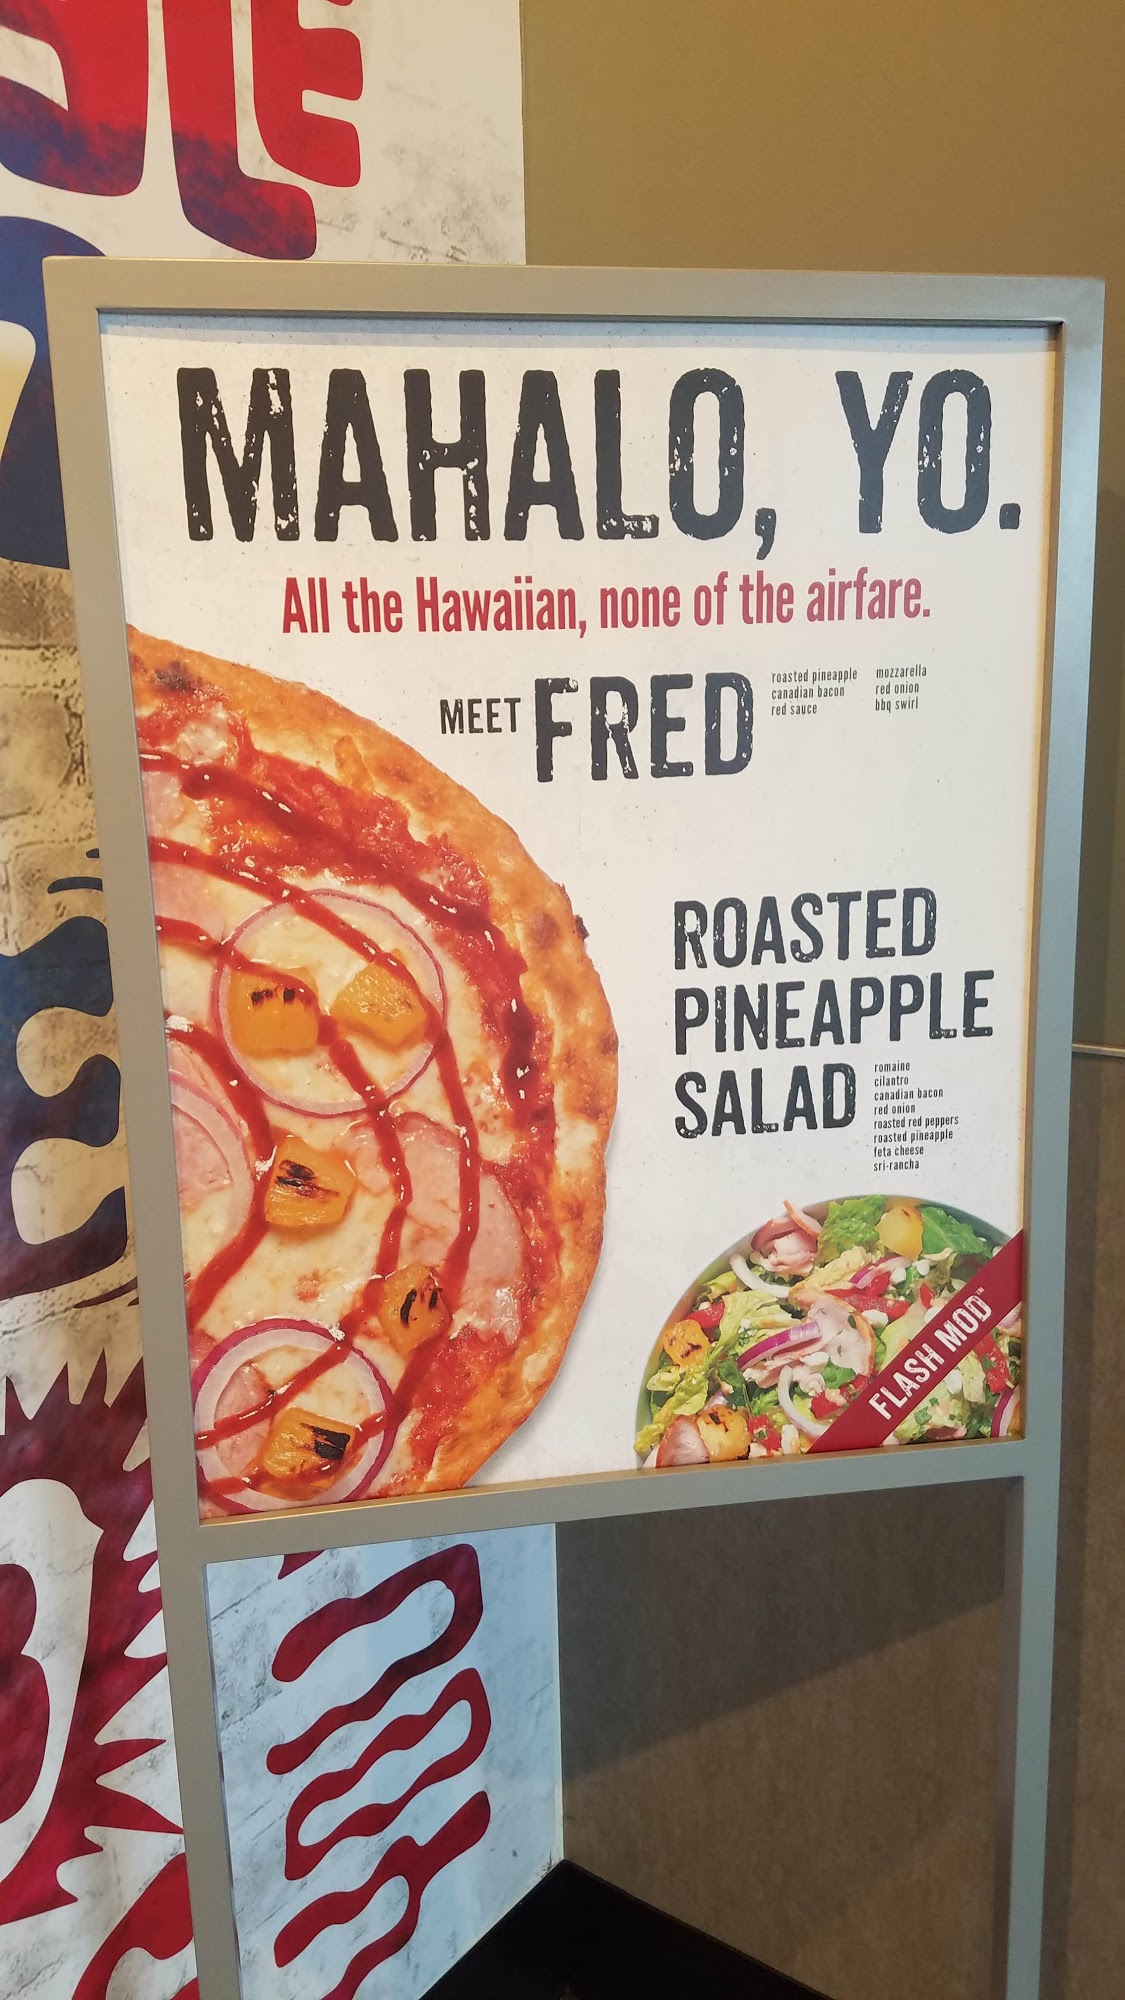 MAHALO, YO.
All the Hawaiian, none of the airfare.
MEET FRED
roasted pineapple
canadian bacon
red sauce
mozzarella
red onion
bbq swirl
ROASTED
PINEAPPLE
SALAD
romaine
cilantro
canadian bacon
red onion
roasted red peppers
roasted pineapple
feta cheese
sri-rancha
FLASH MOD™